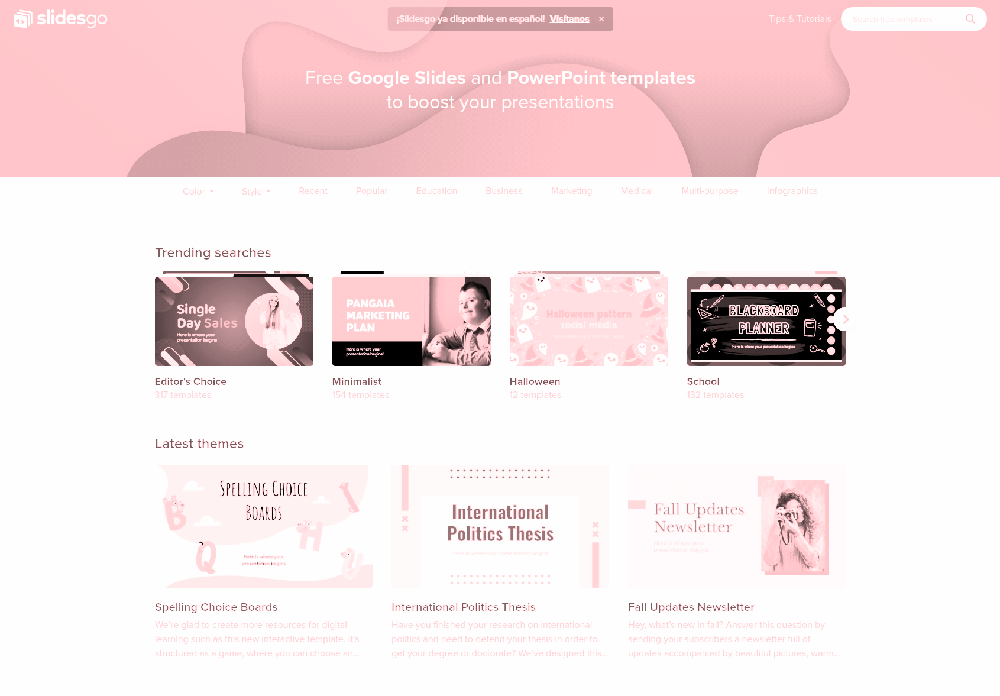 slidesgo
¡Slidesgo ya disponible en español! Visítanos ×
Tips & Tutorials
Search free templates
Free Google Slides and PowerPoint templates
to boost your presentations
Color
Style
Recent
Popular
Education
Business
Marketing
Medical
Multi-purpose
Infographics
Trending searches
Single
Day Sales
Here is where your
presentation begins
PANGAIA
MARKETING
PLAN
Here is where your
presentation begins!
Halloween pattern
social media
Here is where your presentation begins
BLACKBOARD
PLANNER
Here is where your presentation begins
Editor's Choice
317 templates
Minimalist
154 templates
Halloween
12 templates
School
132 templates
Latest themes
Spelling Choice
Boards
B
I
H
Q
U
Here is where your
presentation begins
International
Politics Thesis
Here is where your presentation begins
Fall Updates
Newsletter
Here is where your
presentation begins
Spelling Choice Boards
We're glad to create more resources for digital
learning such as this new interactive template. It's
structured as a game, where you can choose an...
International Politics Thesis
Have you finished your research on international
politics and need to defend your thesis in order to
get your degree or doctorate? We've designed this...
Fall Updates Newsletter
Hey, what's new in fall? Answer this question by
sending your subscribers a newsletter full of
updates accompanied by beautiful pictures, warm...